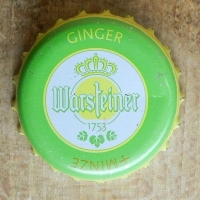 GINGER
Warsteiner
1753
+MINZE